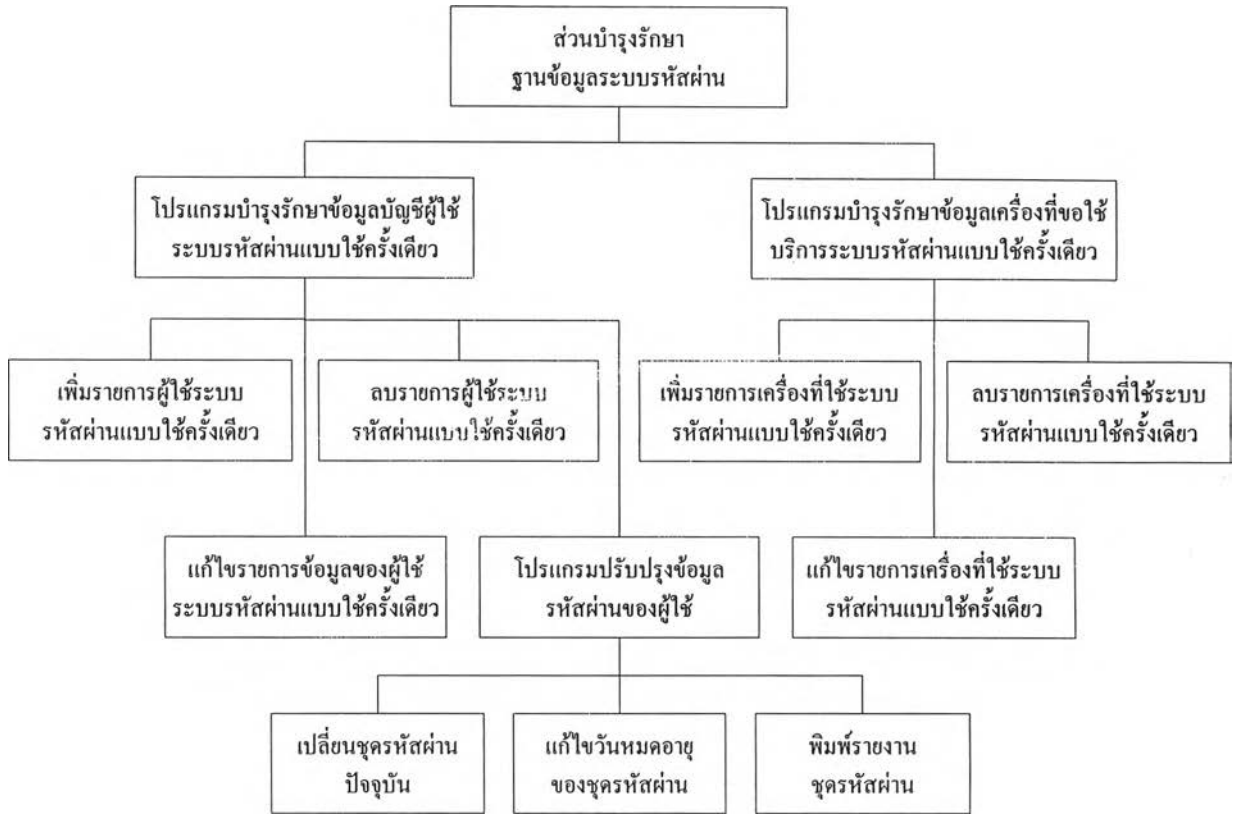 ส่วนบำรุงรักษา
ฐานข้อมูลระบบรหัสผ่าน
โปรแกรมบำรุงรักษาข้อมูลบัญชีผู้ใช้
ระบบรหัสผ่านแบบใช้ครั้งเดียว
โปรแกรมบำรุงรักษาข้อมูลเครื่องที่ขอใช้
บริการระบบรหัสผ่านแบบใช้ครั้งเดียว
เพิ่มรายการผู้ใช้ระบบ
รหัสผ่านแบบใช้ครั้งเดียว
ลบรายการผู้ใช้ระบบ
รหัสผ่านแบบใช้ครั้งเดียว
เพิ่มรายการเครื่องที่ใช้ระบบ
รหัสผ่านแบบใช้ครั้งเดียว
ลบรายการเครื่องที่ใช้ระบบ
รหัสผ่านแบบใช้ครั้งเดียว
แก้ไขรายการข้อมูลของผู้ใช้
ระบบรหัสผ่านแบบใช้ครั้งเดียว
โปรแกรมปรับปรุงข้อมูล
รหัสผ่านของผู้ใช้
แก้ไขรายการเครื่องที่ใช้ระบบ
รหัสผ่านแบบใช้ครั้งเดียว
เปลี่ยนชุดรหัสผ่าน
ปัจจุบัน
แก้ไขวันหมดอายุ
ของชุดรหัสผ่าน
พิมพ์รายงาน
ชุดรหัสผ่าน